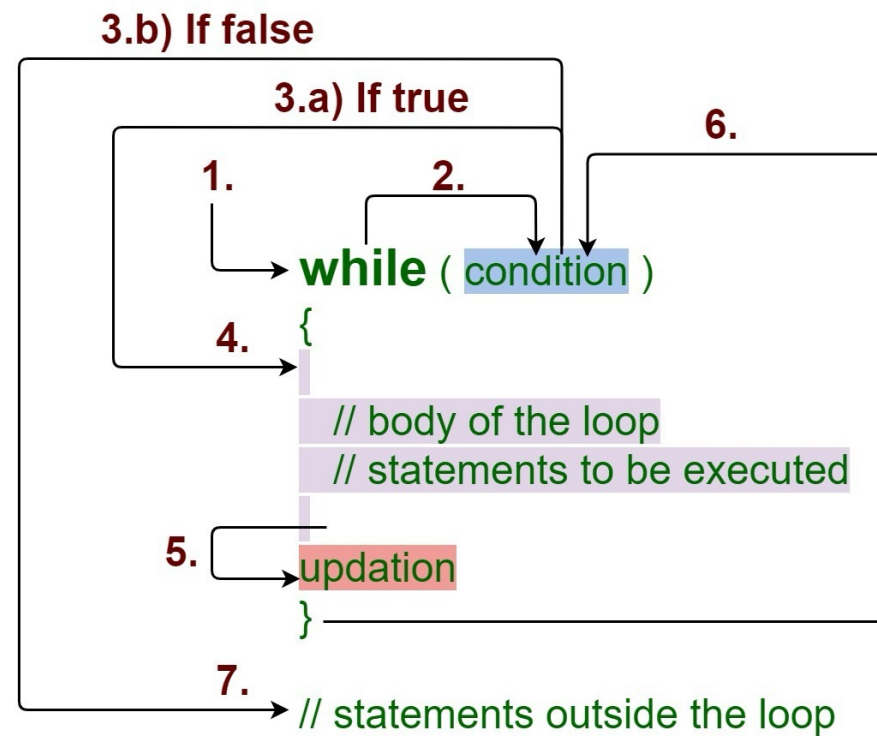 3.b) If false
3.a) If true
6.
1.
2.
while ( condition )
{
4.
// body of the loop
// statements to be executed
5.
updation
}
7.
// statements outside the loop